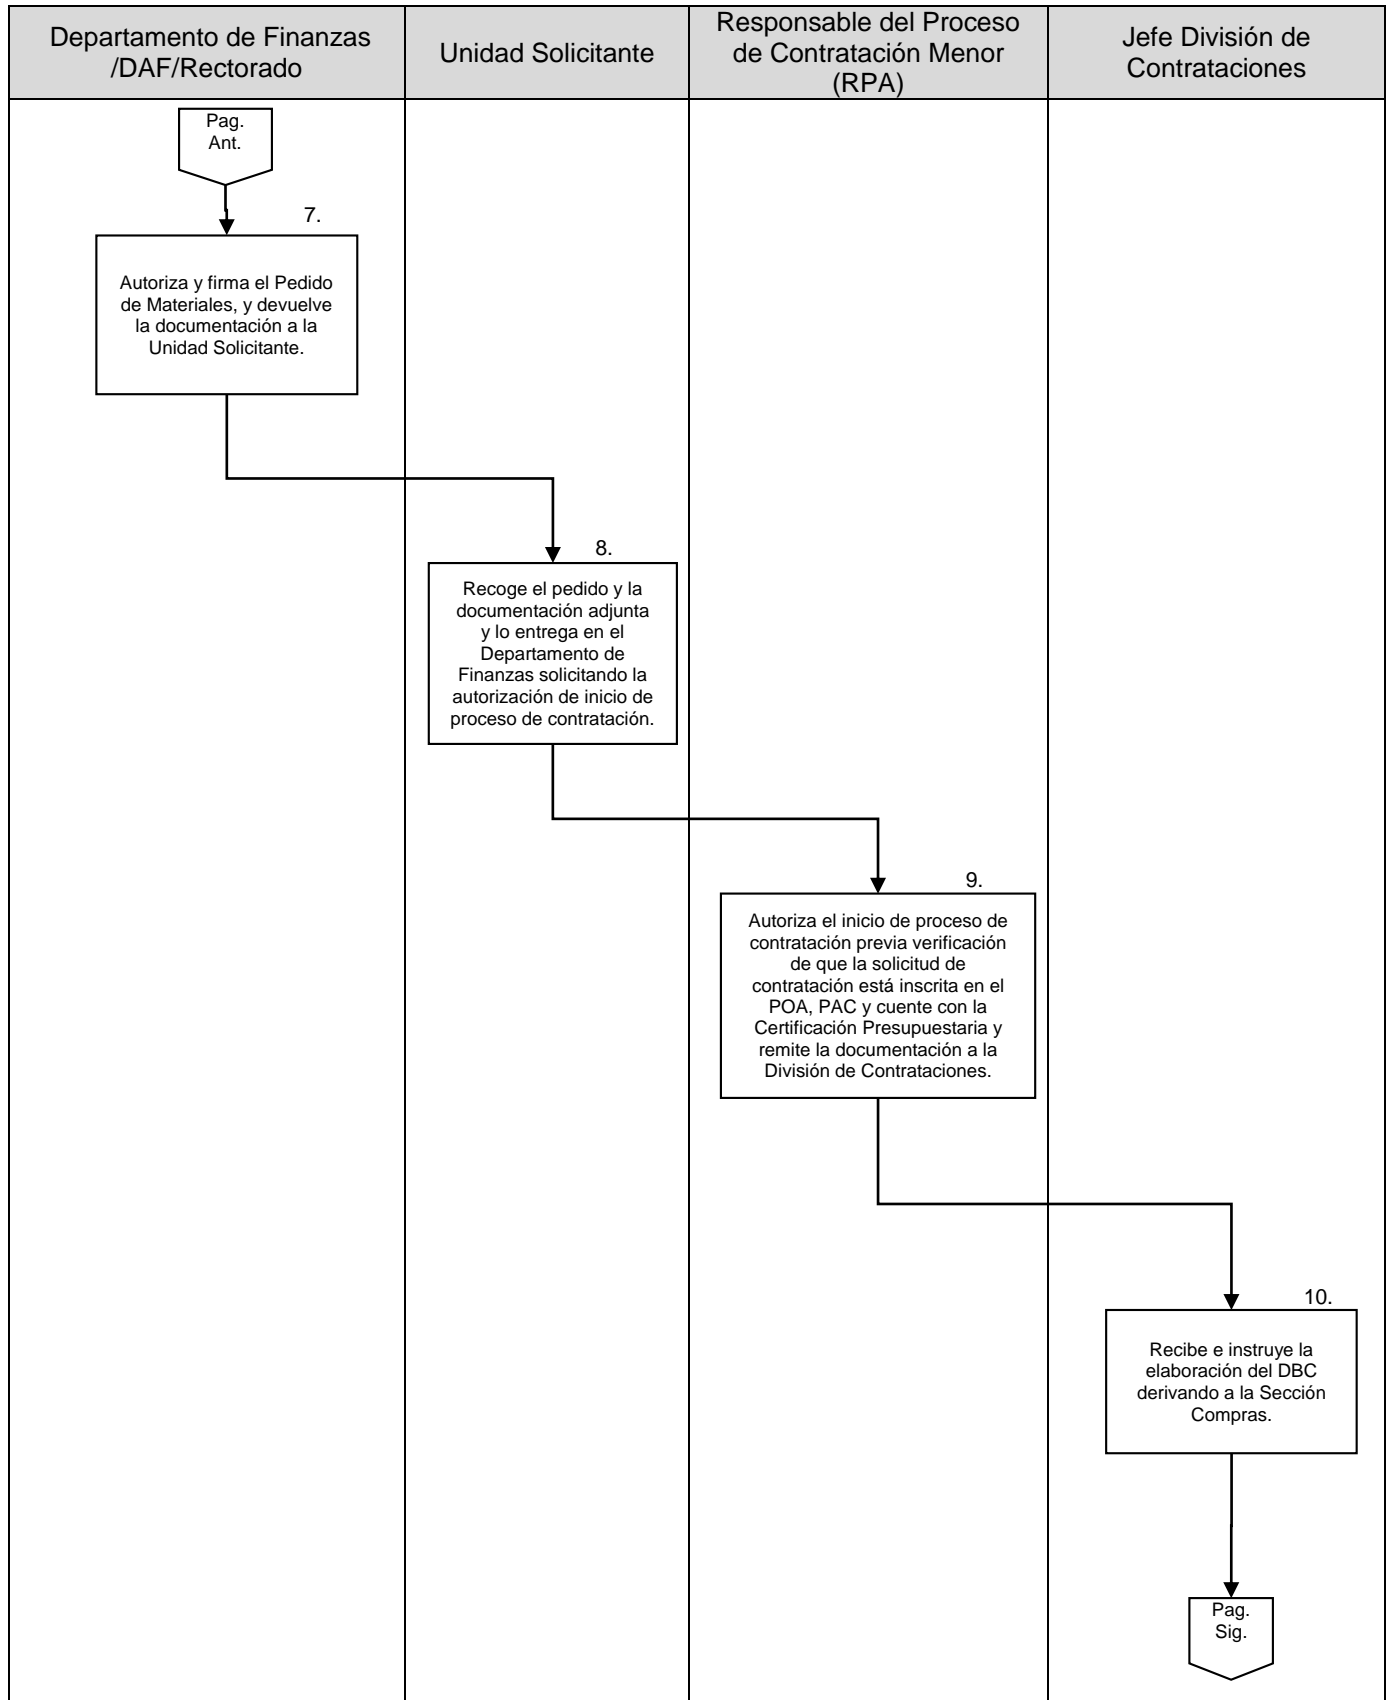 Departamento de Finanzas
/DAF/Rectorado
Unidad Solicitante
Responsable del Proceso
de Contratación Menor
(RPA)
Jefe División de
Contrataciones
Pag.
Ant.
7.
Autoriza y firma el Pedido
de Materiales, y devuelve
la documentación a la
Unidad Solicitante.
8.
Recoge el pedido y la
documentación adjunta
y lo entrega en el
Departamento de
Finanzas solicitando la
autorización de inicio de
proceso de contratación.
9.
Autoriza el inicio de proceso de
contratación previa verificación
de que la solicitud de
contratación está inscrita en el
POA, PAC y cuente con la
Certificación Presupuestaria y
remite la documentación a la
División de Contrataciones.
10.
Recibe e instruye la
elaboración del DBC
derivando a la Sección
Compras.
Pag.
Sig.